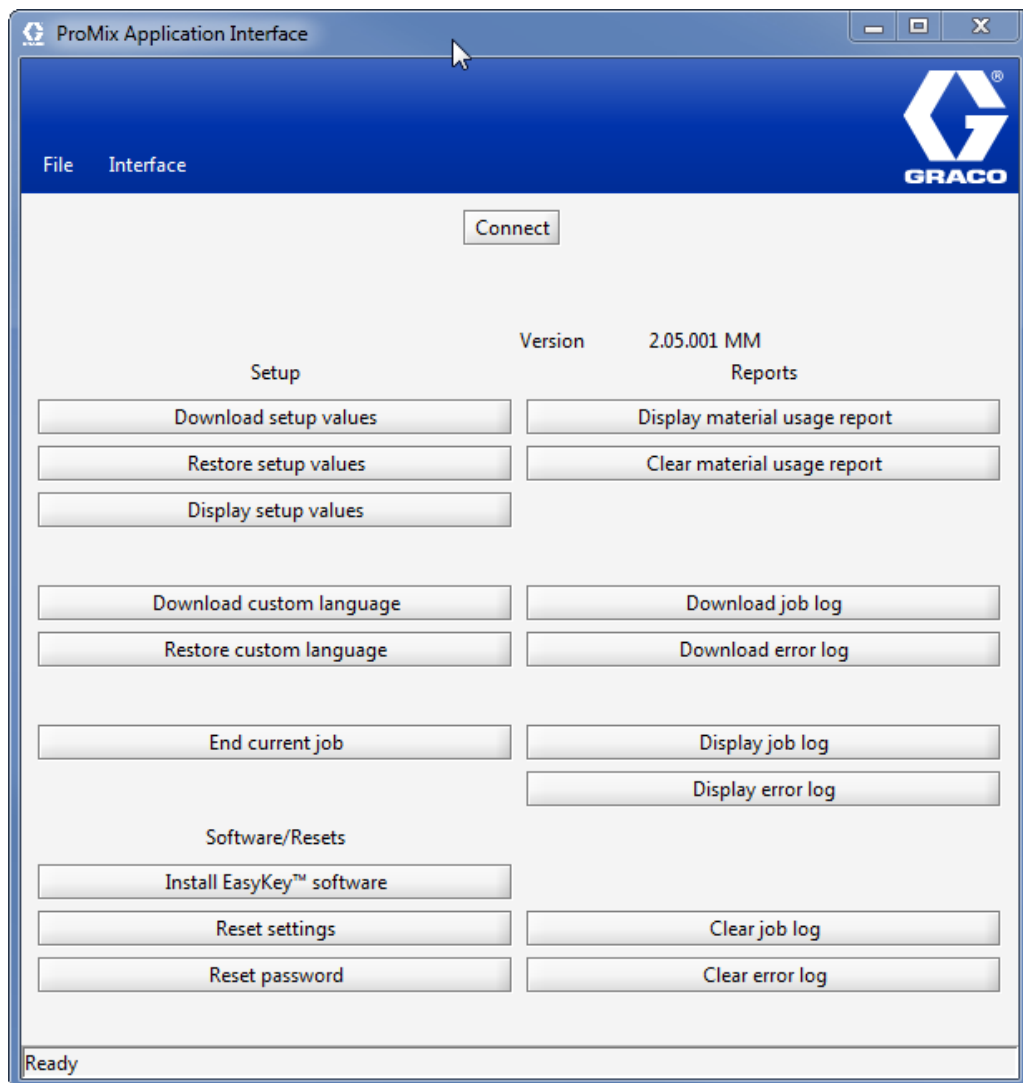 ProMix Application Interface
®
GRACO
File Interface
Connect
Version 2.05.001 MM
Setup Reports
Download setup values Display material usage report
Restore setup values Clear material usage report
Display setup values
Download custom language Download job log
Restore custom language Download error log
End current job Display job log
Display error log
Software/Resets
Install EasyKey™ software
Reset settings Clear job log
Reset password Clear error log
Ready